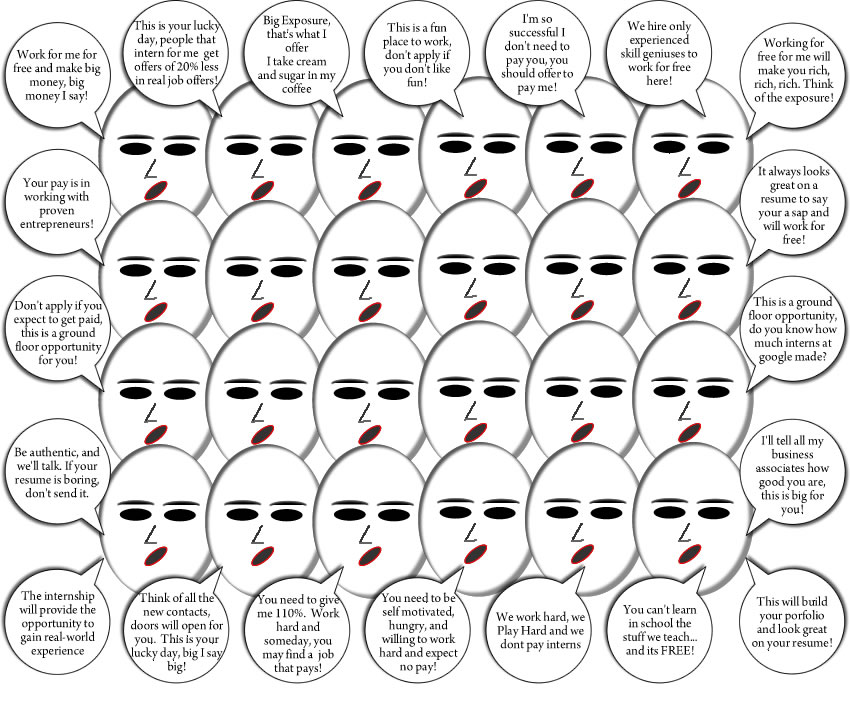 Work for me for
free and make big
money, big
money I say!
This is your lucky
day, people that
intern for me  get
offers of 20% less
in real job offers!
Big Exposure,
that's what I
offer
I take cream
and sugar in my
coffee
This is a fun
place to work,
don't apply if
you don't like
fun!
I'm so
successful I
don't need to
pay you, you
should offer to
pay me!
We hire only
experienced
skill geniuses to
work for free
here!
Working for
free for me will
make you rich,
rich, rich. Think
of the exposure!
Your pay is in
working with
proven
entrepreneurs!
It always looks
great on a
resume to say
your a sap and
will work for
free!
Don't apply if you
expect to get paid,
this is a ground
floor opportunity
for you!
This is a ground
floor opportunity,
do you know how
much interns at
google made?
Be authentic, and
we'll talk. If your
resume is boring,
don't send it.
I'll tell all my
business
associates how
good you are,
this is big for
you!
The internship
will provide the
opportunity to
gain real-world
experience
Think of all the
new contacts,
doors will open for
you.  This is your
lucky day, big I say
big!
You need to give
me 110%.  Work
hard and
someday, you
may find a  job
that pays!
You need to be
self motivated,
hungry, and
willing to work
hard and expect
no pay!
We work hard, we
Play Hard and we
dont pay interns
You can't learn
in school the
stuff we teach...
and its FREE!
This will build
your porfolio
and look great
on your resume!